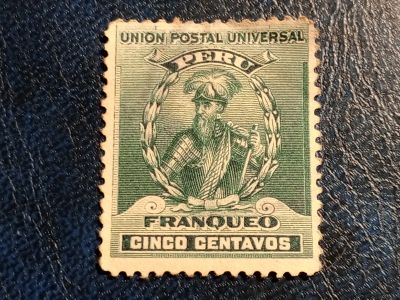 UNION POSTAL UNIVERSAL
PERU
FRANQUEO
CINCO CENTAVOS